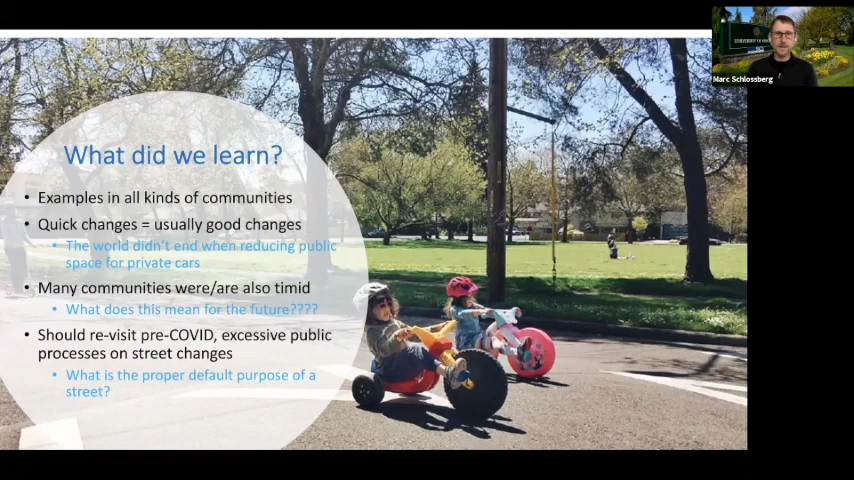 Marc Schlossberg
What did we learn?
• Examples in all kinds of communities
• Quick changes = usually good changes
• The world didn't end when reducing public
space for private cars
• Many communities were/are also timid
• What does this mean for the future????
• Should re-visit pre-COVID, excessive public
processes on street changes
• What is the proper default purpose of a
street?